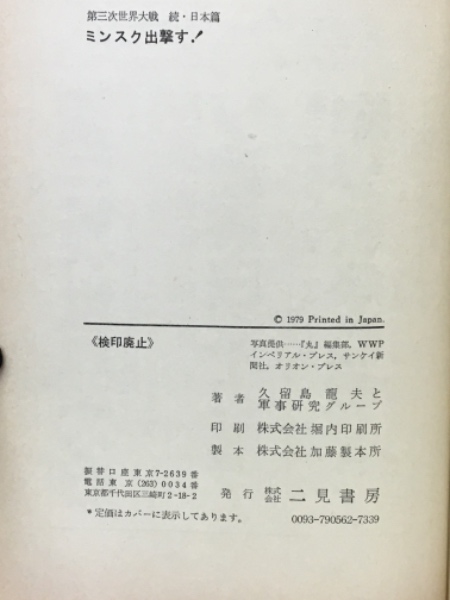 第三次世界大戦 続・日本篇
ミンスク出撃す!
© 1979 Printed in Japan.
《検印廃止》
写真提供……『丸』編集部, WWP
インペリアル・プレス, サンケイ新
聞社, オリオン・プレス
著者 久留島龍夫と
軍事研究グループ
印刷 株式会社 堀内印刷所
製本 株式会社 加藤製本所
振替口座東京7-2639番
電話東京(263)0034番
東京都千代田区三崎町2-18-2
発行 株式会社 二見書房
*定価はカバーに表示してあります。
0093-790562-7339